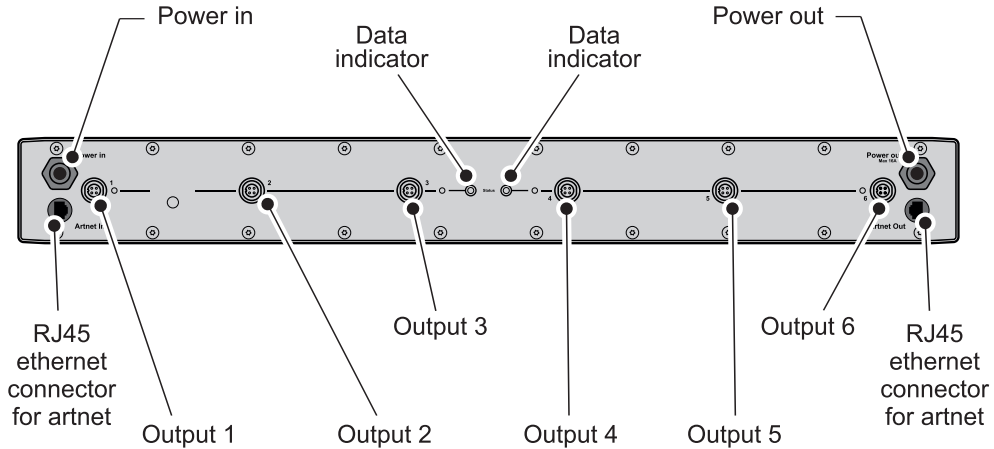 Power in
Data
indicator
Data
indicator
Power out
Power in
Power out
Max 16A
1
2
3
Status
4
5
6
Artnet In
Artnet Out
RJ45
ethernet
connector
for artnet
Output 3
Output 6
RJ45
ethernet
connector
for artnet
Output 1
Output 2
Output 4
Output 5